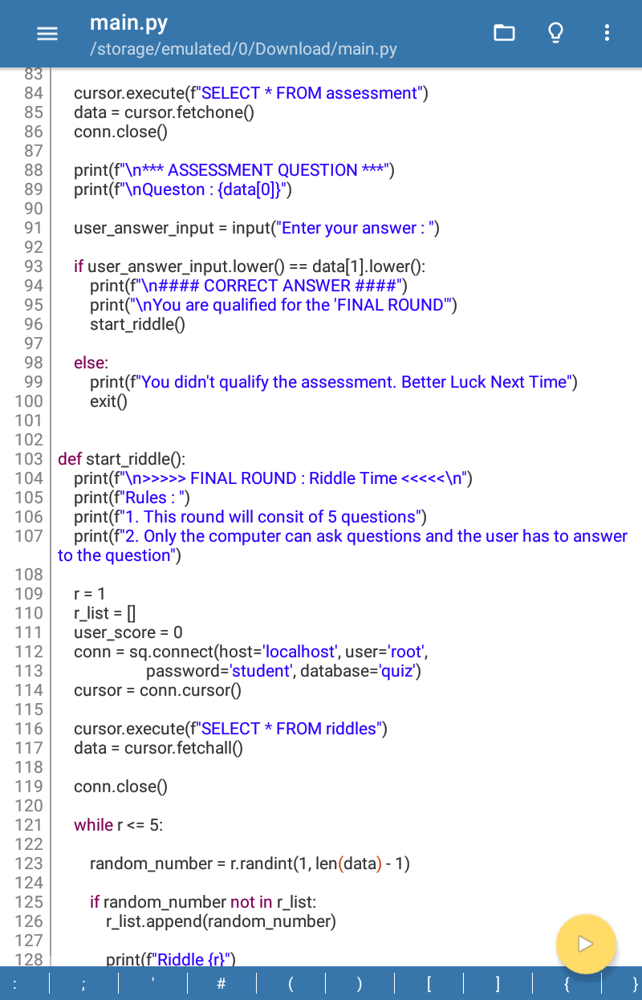 main.py
/storage/emulated/0/Download/main.py
83
84 cursor.execute(f"SELECT * FROM assessment")
85 data = cursor.fetchone()
86 conn.close()
87
88 print(f"\n*** ASSESSMENT QUESTION ***")
89 print(f"\nQueston : {data[0]}")
90
91 user_answer_input = input("Enter your answer : ")
92
93 if user_answer_input.lower() == data[1].lower():
94 print(f"\n#### CORRECT ANSWER ####")
95 print("\nYou are qualified for the 'FINAL ROUND'")
96 start_riddle()
97
98 else:
99 print(f"You didn't qualify the assessment. Better Luck Next Time")
100 exit()
101
102
103 def start_riddle():
104 print(f"\n>>>>> FINAL ROUND : Riddle Time <<<<<\n")
105 print(f"Rules : ")
106 print(f"1. This round will consit of 5 questions")
107 print(f"2. Only the computer can ask questions and the user has to answer
to the question")
108
109 r = 1
110 r_list = []
111 user_score = 0
112 conn = sq.connect(host='localhost', user='root',
113 password='student', database='quiz')
114 cursor = conn.cursor()
115
116 cursor.execute(f"SELECT * FROM riddles")
117 data = cursor.fetchall()
118
119 conn.close()
120
121 while r <= 5:
122
123 random_number = r.randint(1, len(data) - 1)
124
125 if random_number not in r_list:
126 r_list.append(random_number)
127
128 print(f"Riddle {r}")
: ; ' # ( ) [ ] { }